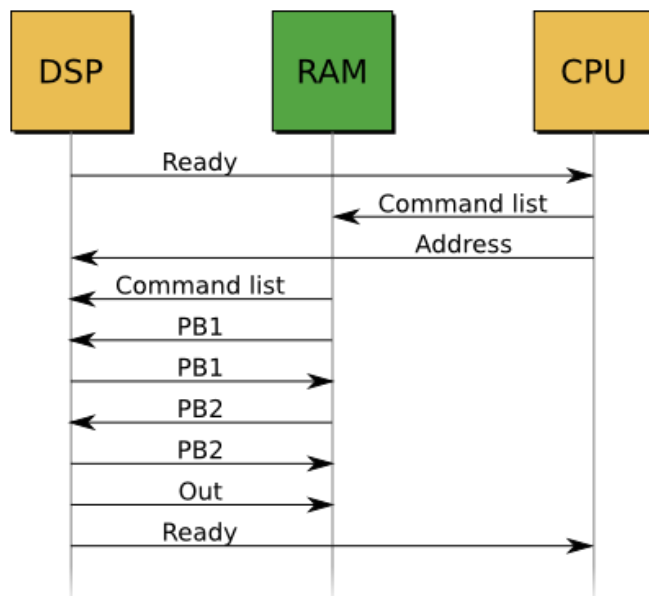 DSP RAM CPU
Ready
Command list
Address
Command list
PB1
PB1
PB2
PB2
Out
Ready